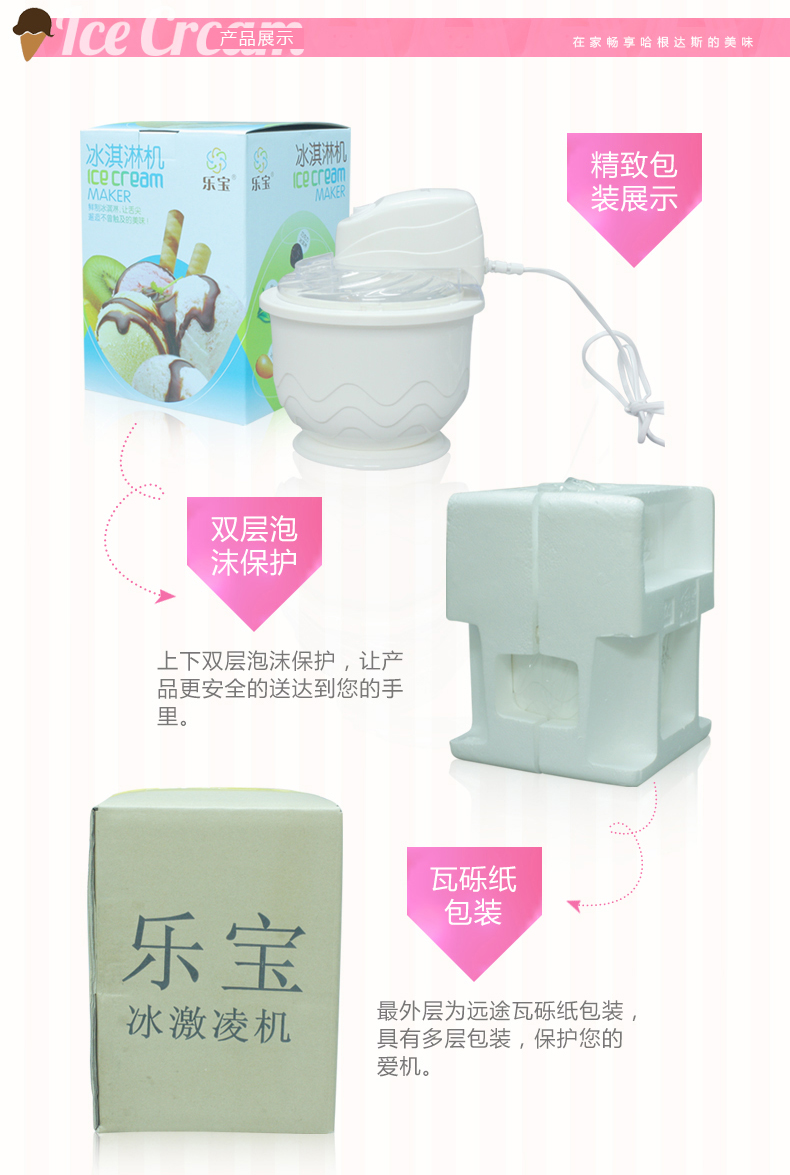 Ice Cream
产品展示
在家畅享哈根达斯的美味
冰淇淋机
ice cream
MAKER
乐宝®
乐宝®
冰淇淋机
ice cream
MAKER
精致包
装展示
双层泡
沫保护
上下双层泡沫保护，让产
品更安全的送达到您的手
里。
乐宝
冰激凌机
瓦砾纸
包装
最外层为远途瓦砾纸包装，
具有多层包装，保护您的
爱机。